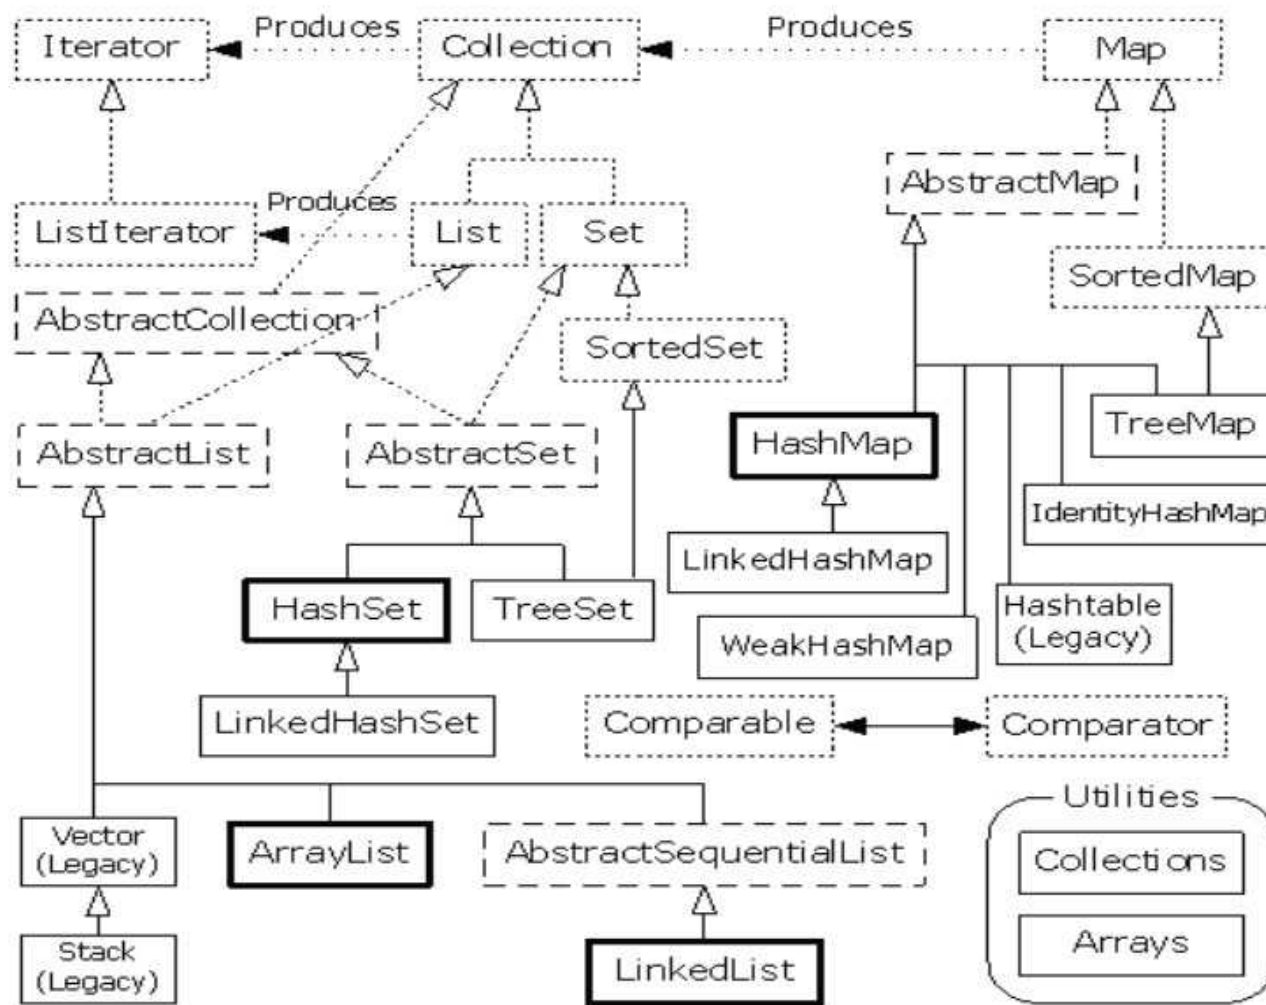 Iterator
Produces
Collection
Produces
Map
AbstractMap
ListIterator
Produces
List
Set
SortedMap
AbstractCollection
SortedSet
TreeMap
AbstractList
AbstractSet
HashMap
IdentityHashMap
LinkedHashMap
HashSet
TreeSet
Hashtable
(Legacy)
WeakHashMap
LinkedHashSet
Comparable
Comparator
Utilities
Vector
(Legacy)
ArrayList
AbstractSequentialList
Collections
Stack
(Legacy)
LinkedList
Arrays